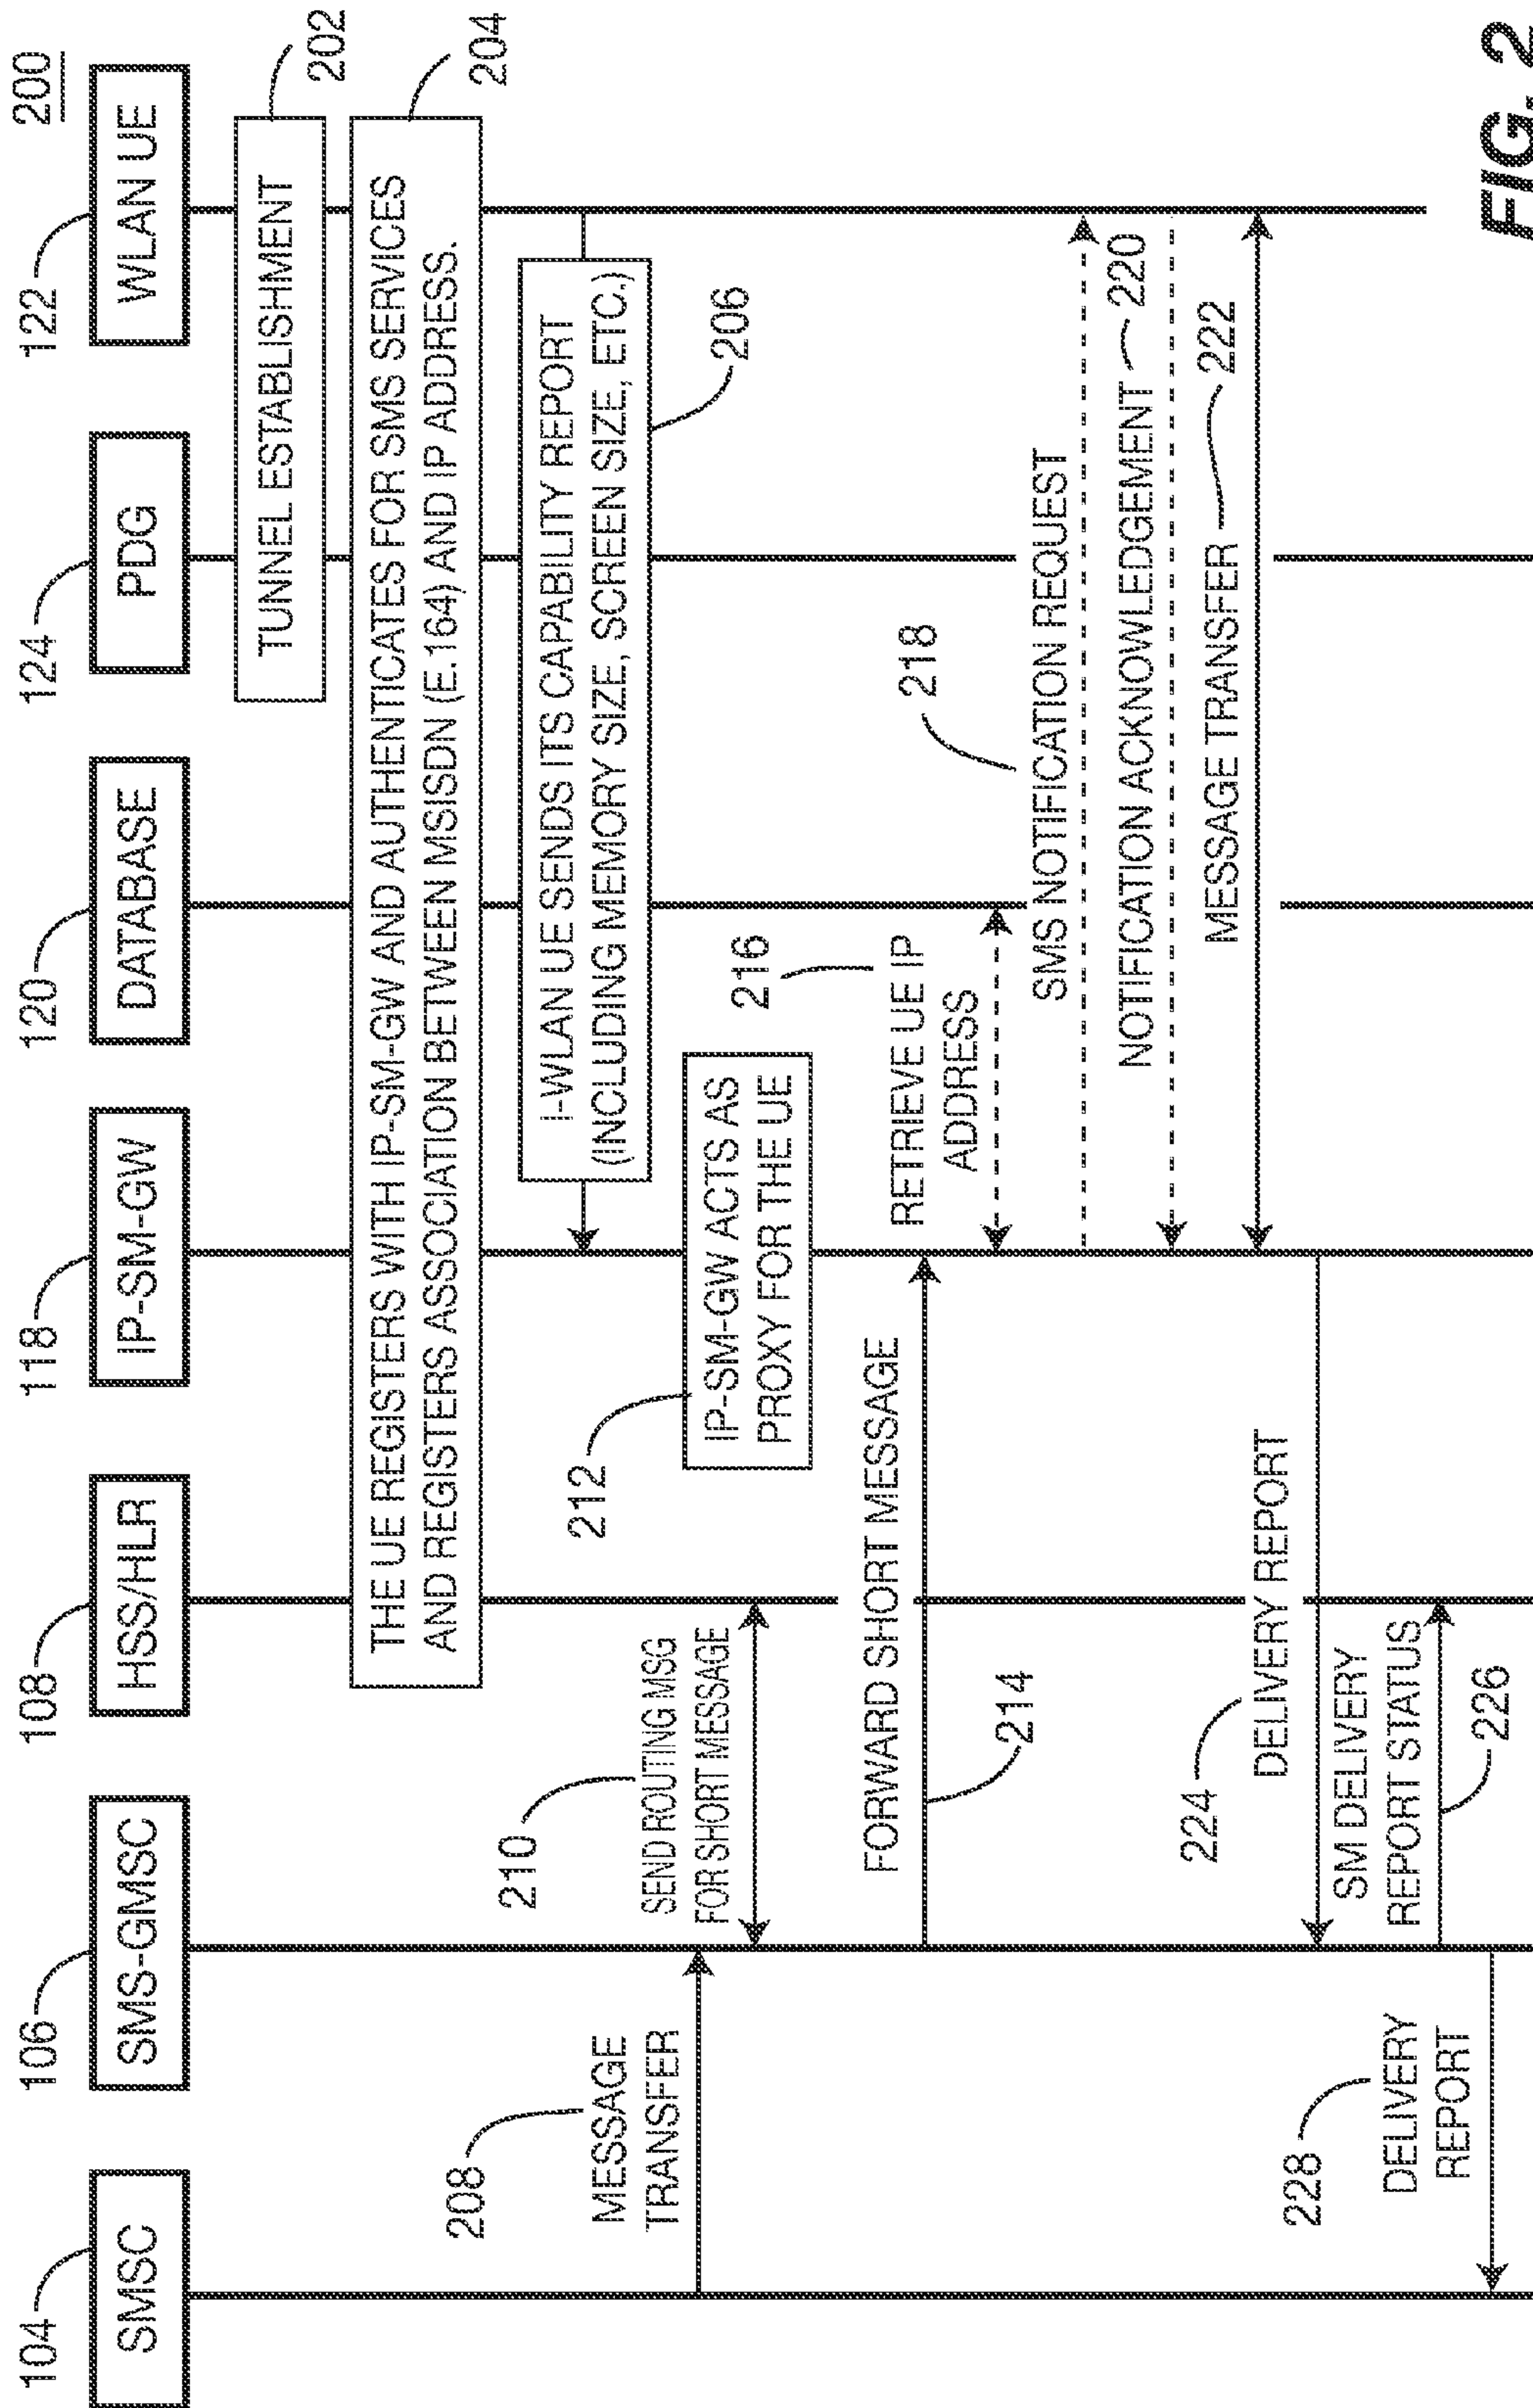 200
104
106
108
118
120
124
122
SMSC
SMS-GMSC
HSS/HLR
IP-SM-GW
DATABASE
PDG
WLAN UE
TUNNEL ESTABLISHMENT
202
THE UE REGISTERS WITH IP-SM-GW AND AUTHENTICATES FOR SMS SERVICES
AND REGISTERS ASSOCIATION BETWEEN MSISDN (E.164) AND IP ADDRESS.
204
I-WLAN UE SENDS ITS CAPABILITY REPORT
(INCLUDING MEMORY SIZE, SCREEN SIZE, ETC.)
206
208
MESSAGE
TRANSFER
210
SEND ROUTING MSG
FOR SHORT MESSAGE
212
IP-SM-GW ACTS AS
PROXY FOR THE UE
FORWARD SHORT MESSAGE
214
216
RETRIEVE UE IP
ADDRESS
218
SMS NOTIFICATION REQUEST
NOTIFICATION ACKNOWLEDGEMENT
220
MESSAGE TRANSFER
222
224
DELIVERY REPORT
SM DELIVERY
REPORT STATUS
226
228
DELIVERY
REPORT
FIG. 2